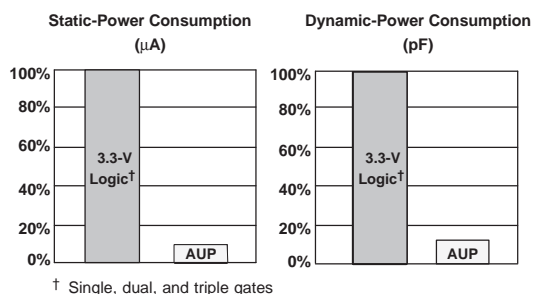 Static-Power Consumption
(μA)
100%
80%
60%
40%
20%
0%
3.3-V
Logic†
AUP
Dynamic-Power Consumption
(pF)
100%
80%
60%
40%
20%
0%
3.3-V
Logic†
AUP
† Single, dual, and triple gates